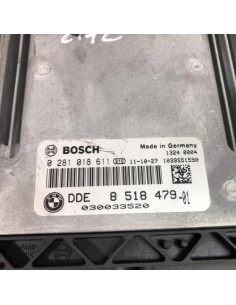 BOSCH
Made in Germany
1324 0004
0 281 018 611 11-10-27 1039S51590
DDE 8 518 479-01
030033520